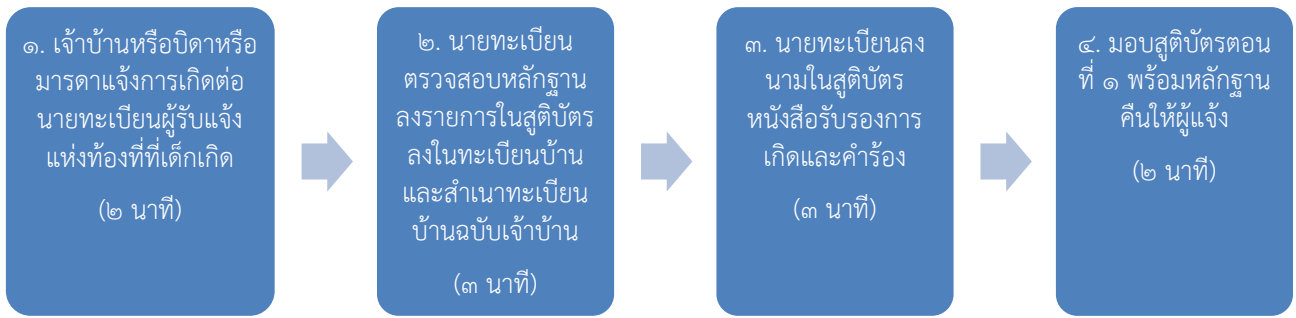 ๑. เจ้าบ้านหรือบิดาหรือ
มารดาแจ้งการเกิดต่อ
นายทะเบียนผู้รับแจ้ง
แห่งท้องที่ที่เด็กเกิด
(๒ นาที)
๒. นายทะเบียน
ตรวจสอบหลักฐาน
ลงรายการในสูติบัตร
ลงในทะเบียนบ้าน
และสำเนาทะเบียน
บ้านฉบับเจ้าบ้าน
(๓ นาที)
๓. นายทะเบียนลง
นามในสูติบัตร
หนังสือรับรองการ
เกิดและคำร้อง
(๓ นาที)
๔. มอบสูติบัตรตอน
ที่ ๑ พร้อมหลักฐาน
คืนให้ผู้แจ้ง
(๒ นาที)